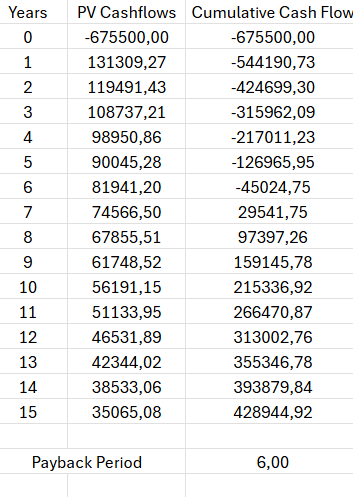 Years PV Cashflows Cumulative Cash Flow
0 -675500,00 -675500,00
1 131309,27 -544190,73
2 119491,43 -424699,30
3 108737,21 -315962,09
4 98950,86 -217011,23
5 90045,28 -126965,95
6 81941,20 -45024,75
7 74566,50 29541,75
8 67855,51 97397,26
9 61748,52 159145,78
10 56191,15 215336,92
11 51133,95 266470,87
12 46531,89 313002,76
13 42344,02 355346,78
14 38533,06 393879,84
15 35065,08 428944,92
Payback Period 6,00